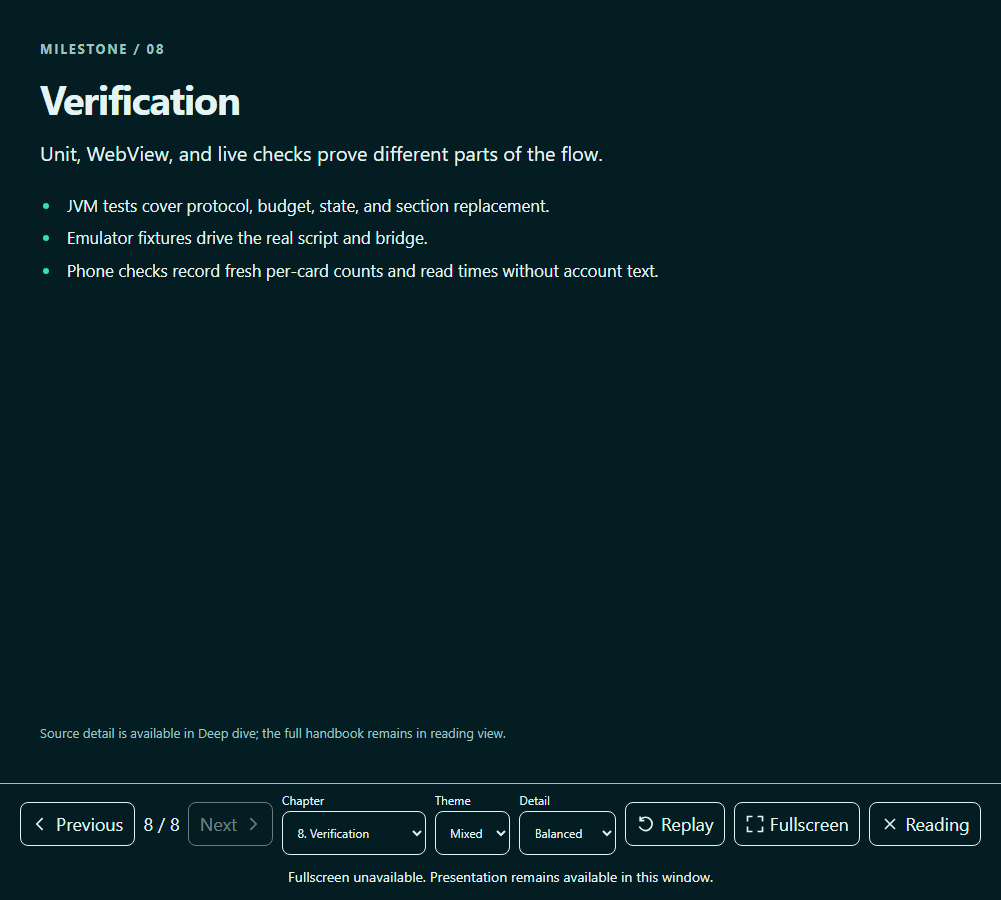 MILESTONE / 08
Verification
Unit, WebView, and live checks prove different parts of the flow.
JVM tests cover protocol, budget, state, and section replacement.
Emulator fixtures drive the real script and bridge.
Phone checks record fresh per-card counts and read times without account text.
Source detail is available in Deep dive; the full handbook remains in reading view.
Chapter Theme Detail
Previous 8 / 8 Next 8. Verification Mixed Balanced Replay Fullscreen Reading
Fullscreen unavailable. Presentation remains available in this window.